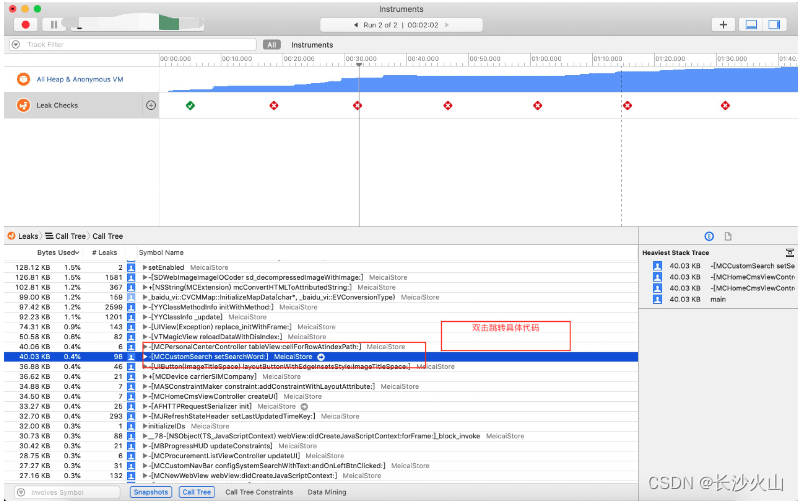 Instruments
Run 2 of 2 | 00:02:02
Track Filter
All
Instruments
00:00.000 00:10.000 00:20.000 00:30.000 00:40.000 00:50.000 01:00.000 01:10.000 01:20.000 01:30.000 01:40.0
All Heap & Anonymous VM
Leak Checks
Leaks Call Tree Call Tree
Bytes Used # Leaks Symbol Name
128.12 KB 1.5% 2 setEnabled MeicaiStore
126.81 KB 1.5% 1581 -[SDWebImageImageIOCoder sd_decompressedImageWithImage:] MeicaiStore
102.81 KB 1.2% 367 +[NSString(MCExtension) mcConvertHTMLToAttributedString:] MeicaiStore
99.00 KB 1.2% 159 _baidu_vi::CVCMMap::InitializeMapData(char*, _baidu_vi::EVConversionType) MeicaiStore
97.42 KB 1.2% 2599 -[YYClassMethodInfo initWithMethod:] MeicaiStore
92.23 KB 1.1% 1201 -[YYClassInfo _update] MeicaiStore
74.31 KB 0.9% 143 -[UIView(Exception) replace_initWithFrame:] MeicaiStore
50.58 KB 0.6% 82 -[VTMagicView reloadDataWithDisIndex:] MeicaiStore
40.06 KB 0.4% 6 -[MCPersonalCenterController tableView:cellForRowAtIndexPath:] MeicaiStore
40.03 KB 0.4% 98 -[MCCustomSearch setSearchWord:] MeicaiStore
36.88 KB 0.4% 46 -[UIButton(ImageTitleSpace) layoutButtonWithEdgeInsetsStyle:imageTitleSpace:] MeicaiStore
36.62 KB 0.4% 21 +[MCDevice carrierSIMCompany] MeicaiStore
34.88 KB 0.4% 7 -[MASConstraintMaker constraint:addConstraintWithLayoutAttribute:] MeicaiStore
34.50 KB 0.4% 7 -[MCHomeCmsViewController createUI] MeicaiStore
33.27 KB 0.4% 25 -[AFHTTPRequestSerializer init] MeicaiStore
32.70 KB 0.4% 293 -[MJRefreshStateHeader setLastUpdatedTimeKey:] MeicaiStore
32.20 KB 0.4% 1 initializeIDs MeicaiStore
30.73 KB 0.4% 88 __78-[NSObject(TS_JavaScriptContext) webView:didCreateJavaScriptContext:forFrame:]_block_invoke MeicaiStore
30.42 KB 0.4% 21 -[MBProgressHUD updateConstraints] MeicaiStore
28.75 KB 0.4% 6 -[MCProcurementListViewController updateUI] MeicaiStore
27.27 KB 0.4% 31 -[MCCustomNavBar configSystemSearchWithText:andOnLeftBtnClicked:] MeicaiStore
27.16 KB 0.4% 132 -[MCNewWebView webView:didCreateJavaScriptContext:] MeicaiStore
双击跳转具体代码
Heaviest Stack Trace
40.03 KB -[MCCustomSearch setSe
40.03 KB -[MCHomeCmsViewContr
40.03 KB -[MCHomeCmsViewContr
40.03 KB main
Involves Symbol
Snapshots
Call Tree
Call Tree Constraints
Data Mining
CSDN @长沙火山